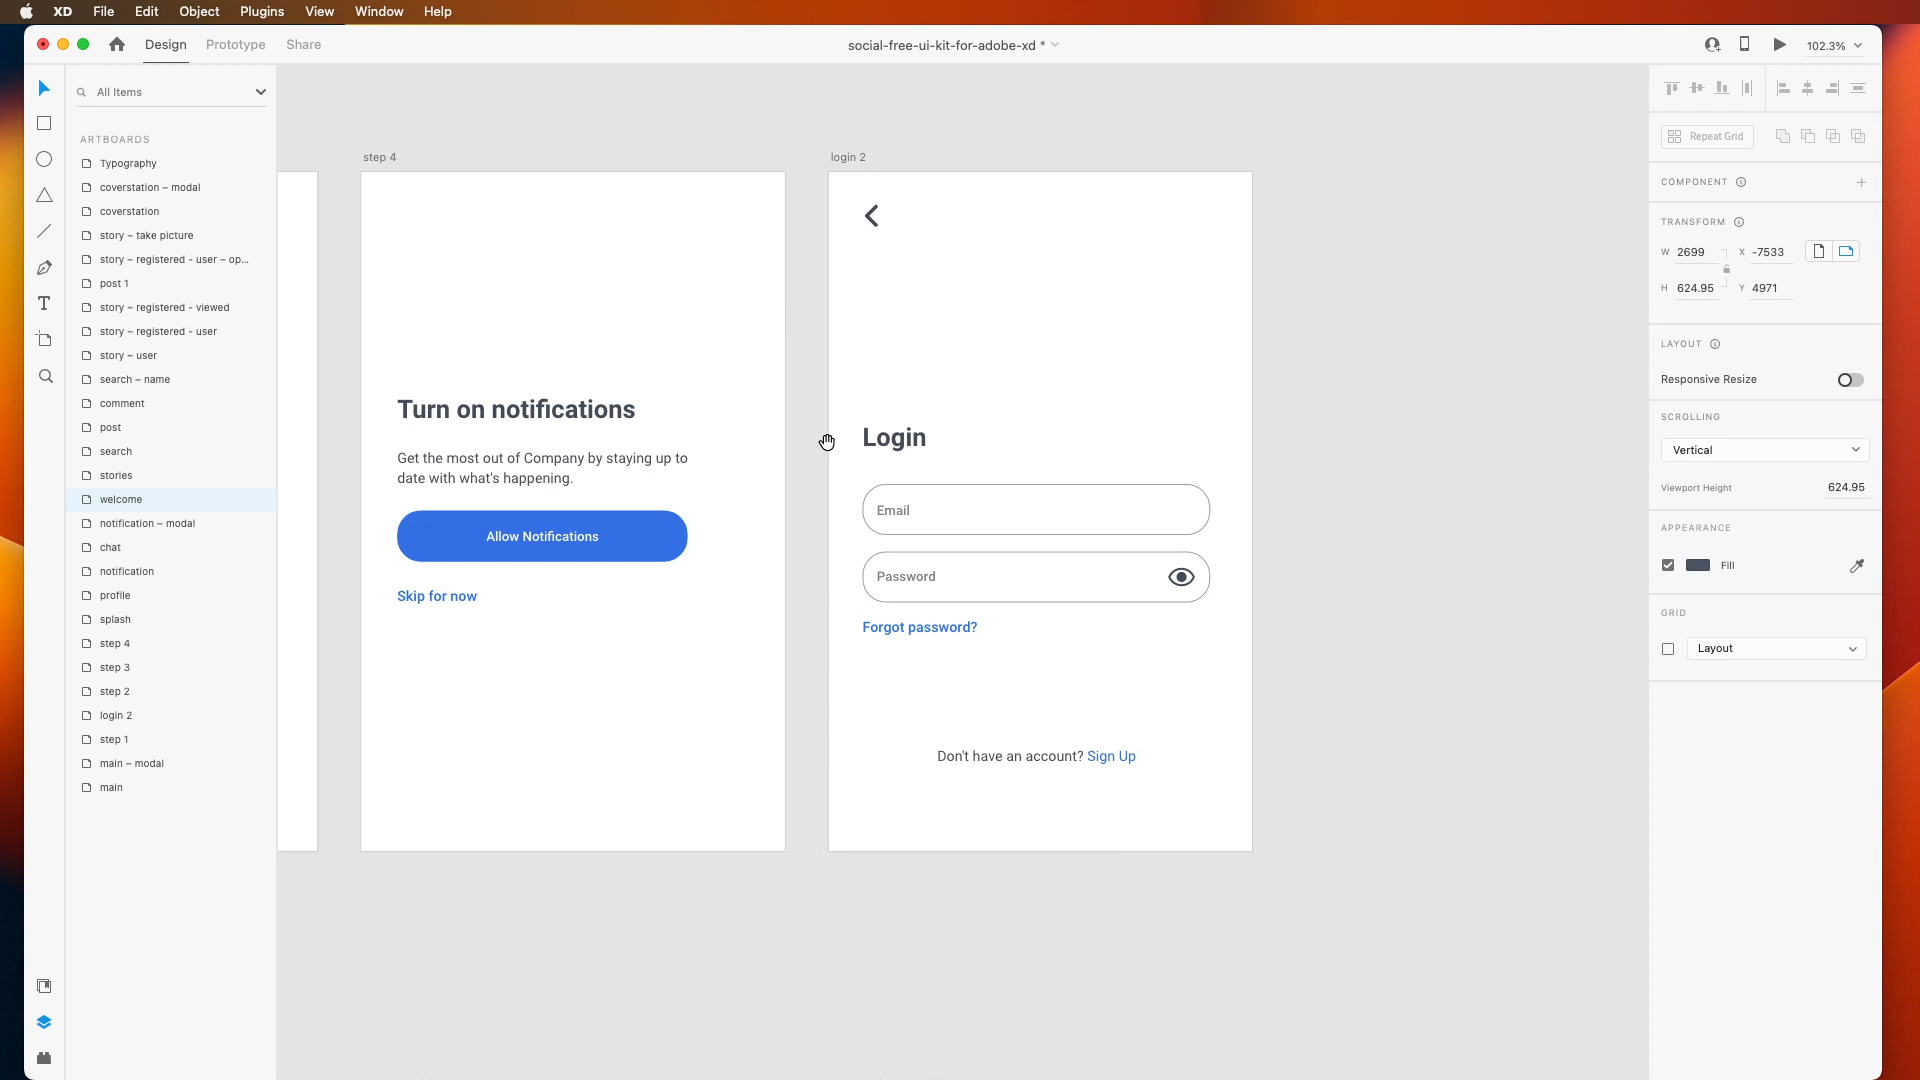 XD File Edit Object Plugins View Window Help
Design Prototype Share
social-free-ui-kit-for-adobe-xd *
102.3%
All Items
ARTBOARDS
Typography
coverstation – modal
coverstation
story – take picture
story – registered - user – op...
post 1
story – registered - viewed
story – registered - user
story – user
search – name
comment
post
search
stories
welcome
notification – modal
chat
notification
profile
splash
step 4
step 3
step 2
login 2
step 1
main – modal
main
step 4
Turn on notifications
Get the most out of Company by staying up to
date with what's happening.
Allow Notifications
Skip for now
login 2
Login
Email
Password
Forgot password?
Don't have an account? Sign Up
Repeat Grid
COMPONENT
TRANSFORM
W 2699 X -7533
H 624.95 Y 4971
LAYOUT
Responsive Resize
SCROLLING
Vertical
Viewport Height 624.95
APPEARANCE
Fill
GRID
Layout